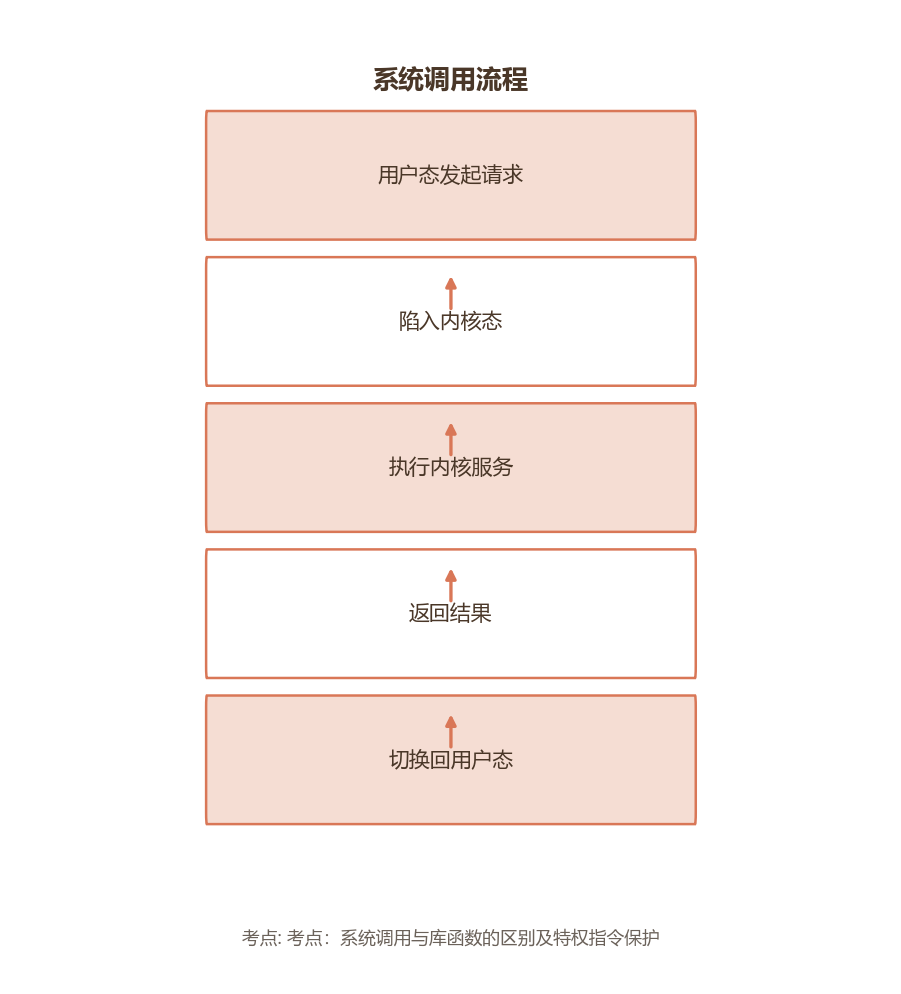 系统调用流程
用户态发起请求
陷入内核态
执行内核服务
返回结果
切换回用户态
考点: 考点：系统调用与库函数的区别及特权指令保护